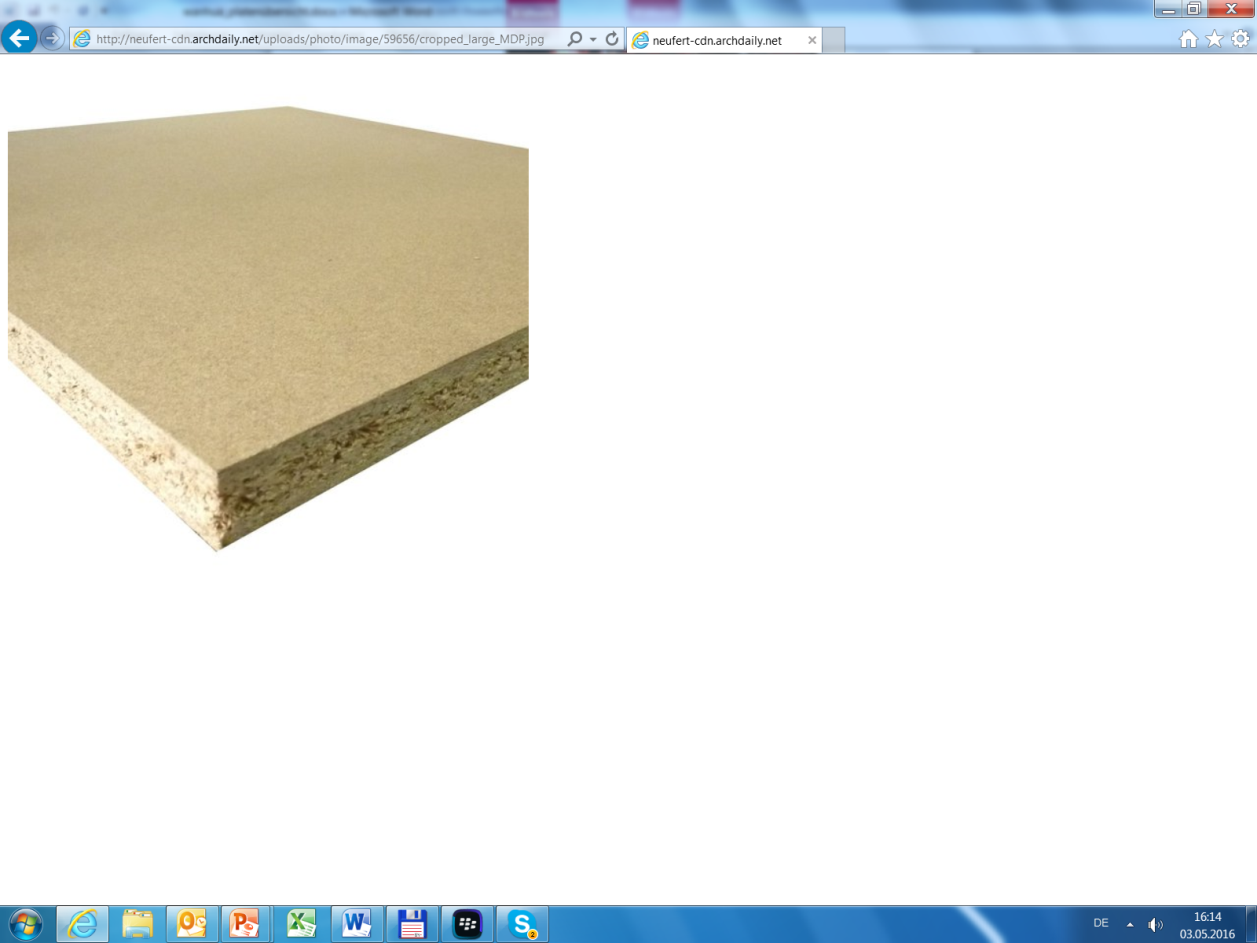 http://neufert-cdn.archdaily.net/uploads/photo/image/59656/cropped_large_MDP.jpg
neufert-cdn.archdaily.net
DE
16:14
03.05.2016